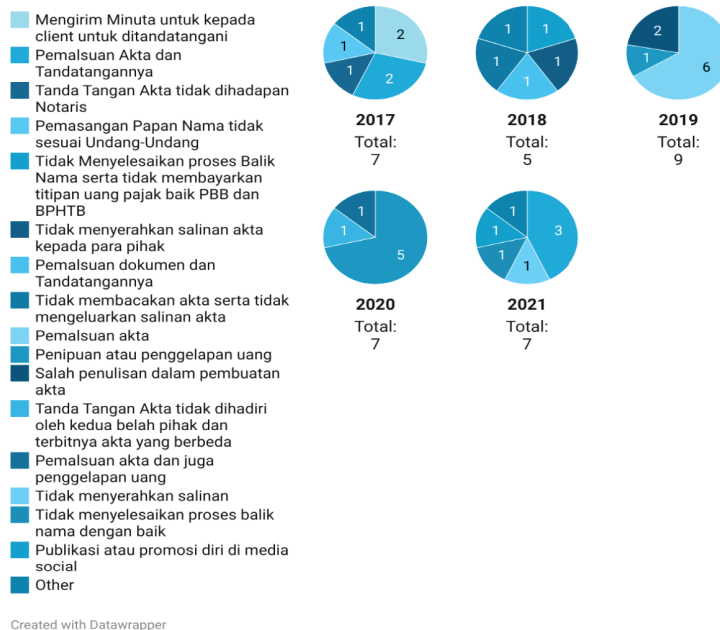 Mengirim Minuta untuk kepada
client untuk ditandatangani
Pemalsuan Akta dan
Tandatangannya
Tanda Tangan Akta tidak dihadapan
Notaris
Pemasangan Papan Nama tidak
sesuai Undang-Undang
Tidak Menyelesaikan proses Balik
Nama serta tidak membayarkan
titipan uang pajak baik PBB dan
BPHTB
Tidak menyerahkan salinan akta
kepada para pihak
Pemalsuan dokumen dan
Tandatangannya
Tidak membacakan akta serta tidak
mengeluarkan salinan akta
Pemalsuan akta
Penipuan atau penggelapan uang
Salah penulisan dalam pembuatan
akta
Tanda Tangan Akta tidak dihadiri
oleh kedua belah pihak dan
terbitnya akta yang berbeda
Pemalsuan akta dan juga
penggelapan uang
Tidak menyerahkan salinan
Tidak menyelesaikan proses balik
nama dengan baik
Publikasi atau promosi diri di media
social
Other
2
2
1
1
1
2017
Total:
7
1
1
1
1
1
2018
Total:
5
6
1
2
2019
Total:
9
5
1
1
2020
Total:
7
3
1
1
1
1
2021
Total:
7
Created with Datawrapper